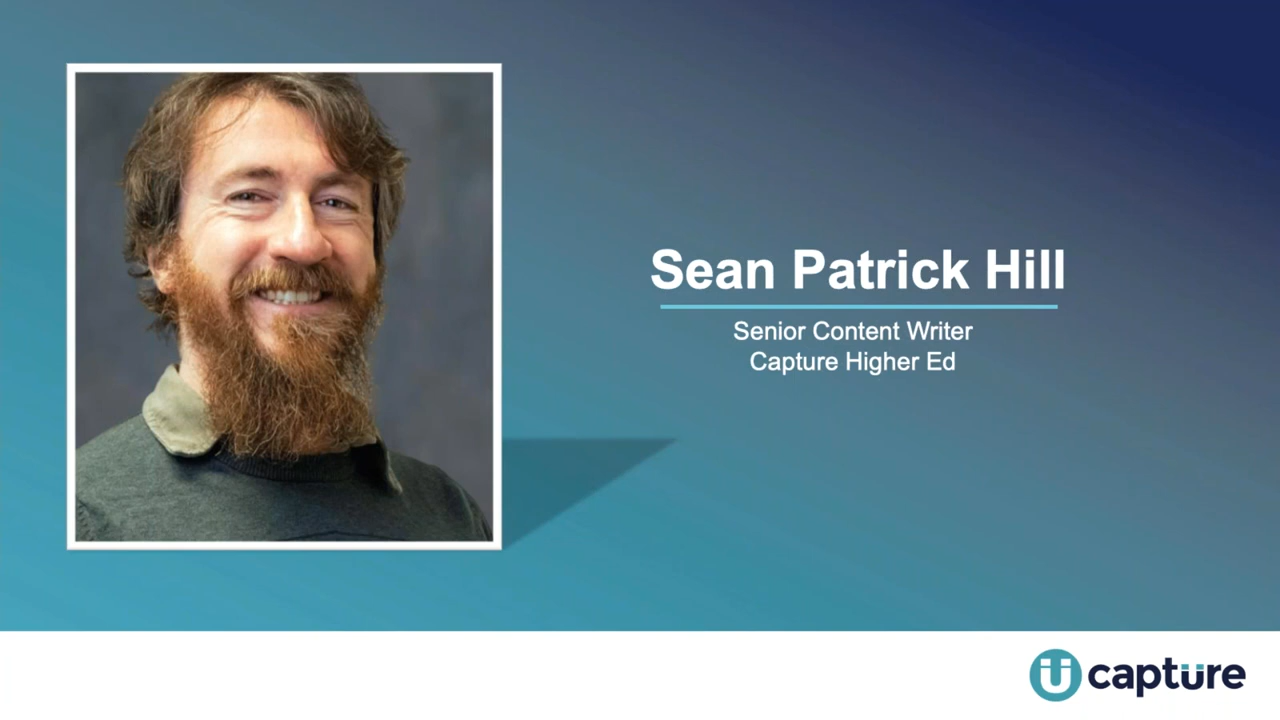 Sean Patrick Hill
Senior Content Writer
Capture Higher Ed
capture